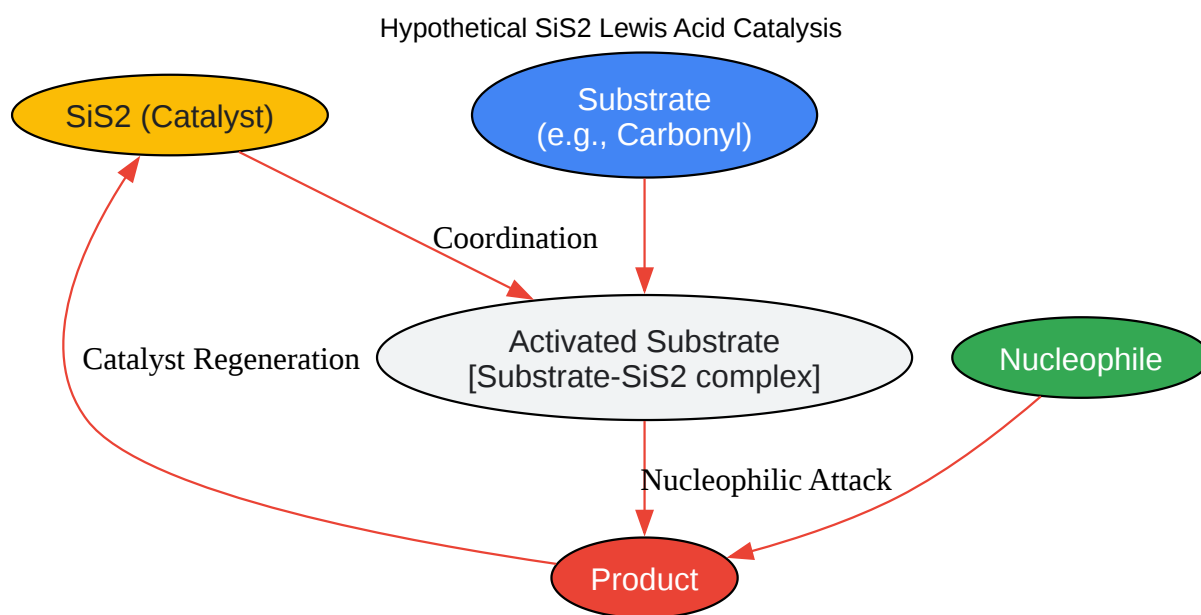 Hypothetical SiS2 Lewis Acid Catalysis
SiS2 (Catalyst)
Substrate
(e.g., Carbonyl)
Coordination
Catalyst Regeneration
Activated Substrate
[Substrate-SiS2 complex]
Nucleophile
Nucleophilic Attack
Product